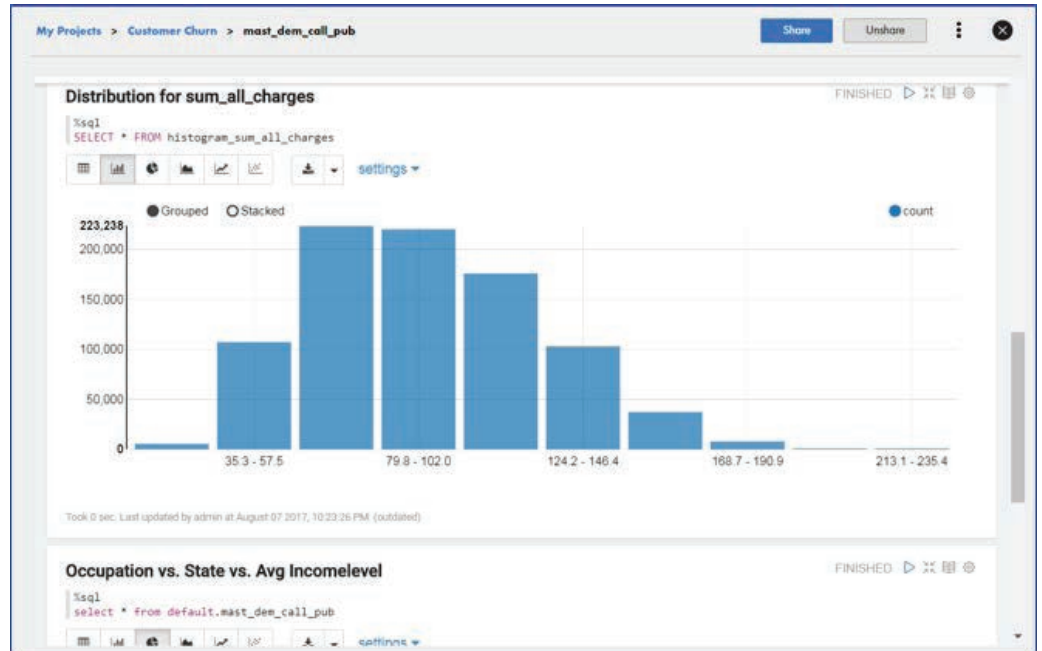 My Projects > Customer Churn > mast_dem_call_pub
Share
Unshare
Distribution for sum_all_charges
FINISHED
%sql
SELECT * FROM histogram_sum_all_charges
settings
Grouped Stacked
count
223,238
200,000
150,000
100,000
50,000
0
35.3 - 57.5 79.8 - 102.0 124.2 - 146.4 168.7 - 190.9 213.1 - 235.4
Took 0 sec. Last updated by admin at August 07 2017, 10:23:26 PM. (outdated)
Occupation vs. State vs. Avg Incomelevel
FINISHED
%sql
select * from default.mast_dem_call_pub
settings